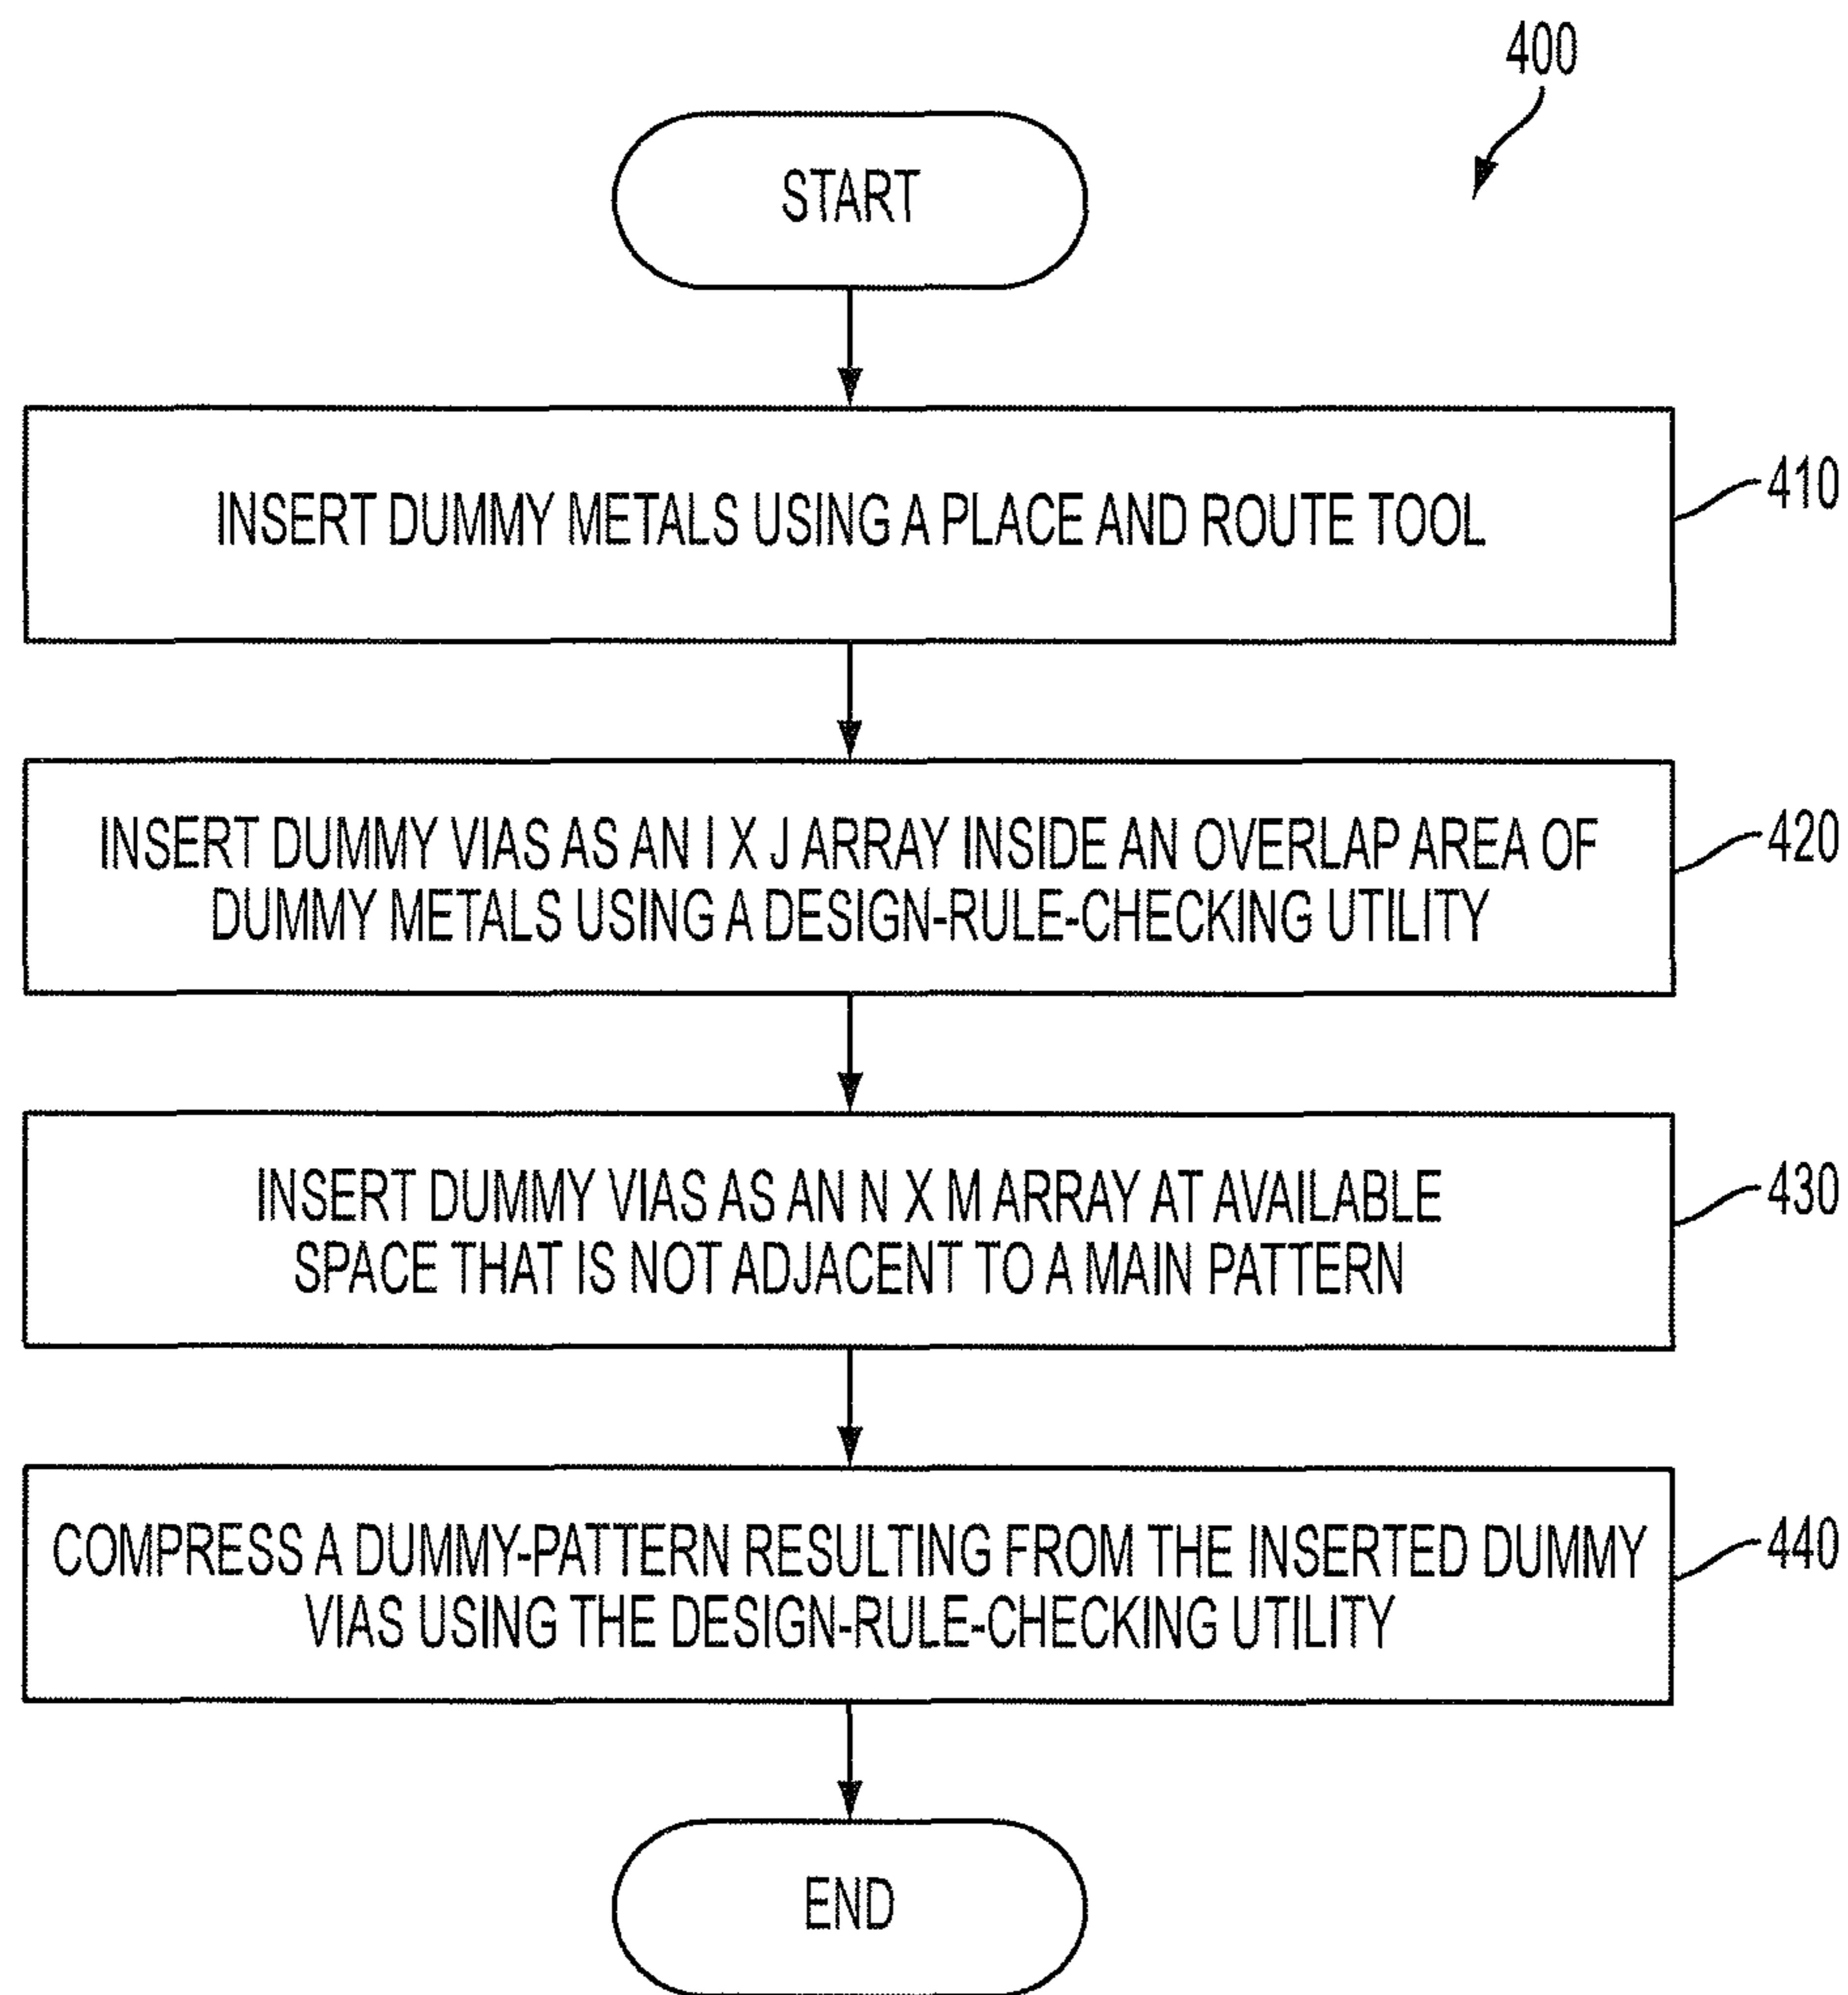 400
START
INSERT DUMMY METALS USING A PLACE AND ROUTE TOOL
410
INSERT DUMMY VIAS AS AN I X J ARRAY INSIDE AN OVERLAP AREA OF
DUMMY METALS USING A DESIGN-RULE-CHECKING UTILITY
420
INSERT DUMMY VIAS AS AN N X M ARRAY AT AVAILABLE
SPACE THAT IS NOT ADJACENT TO A MAIN PATTERN
430
COMPRESS A DUMMY-PATTERN RESULTING FROM THE INSERTED DUMMY
VIAS USING THE DESIGN-RULE-CHECKING UTILITY
440
END